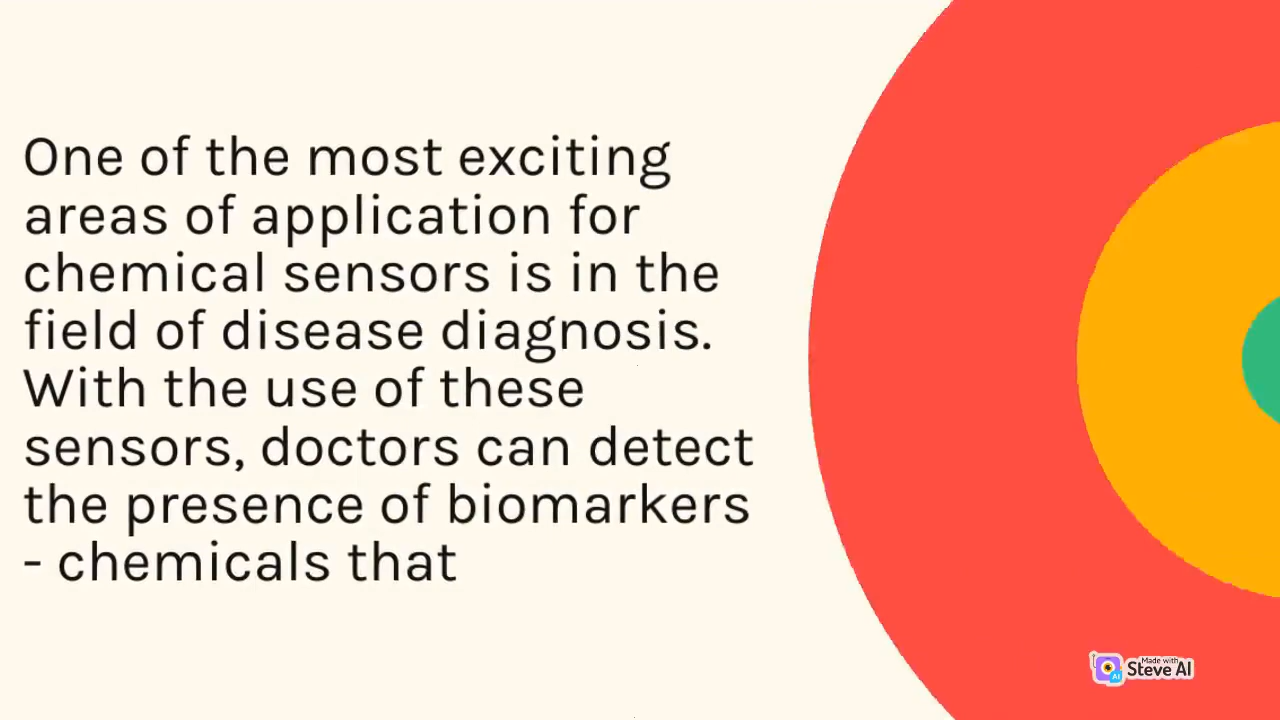 One of the most exciting
areas of application for
chemical sensors is in the
field of disease diagnosis.
With the use of these
sensors, doctors can detect
the presence of biomarkers
- chemicals that
Made with
Steve AI
AI